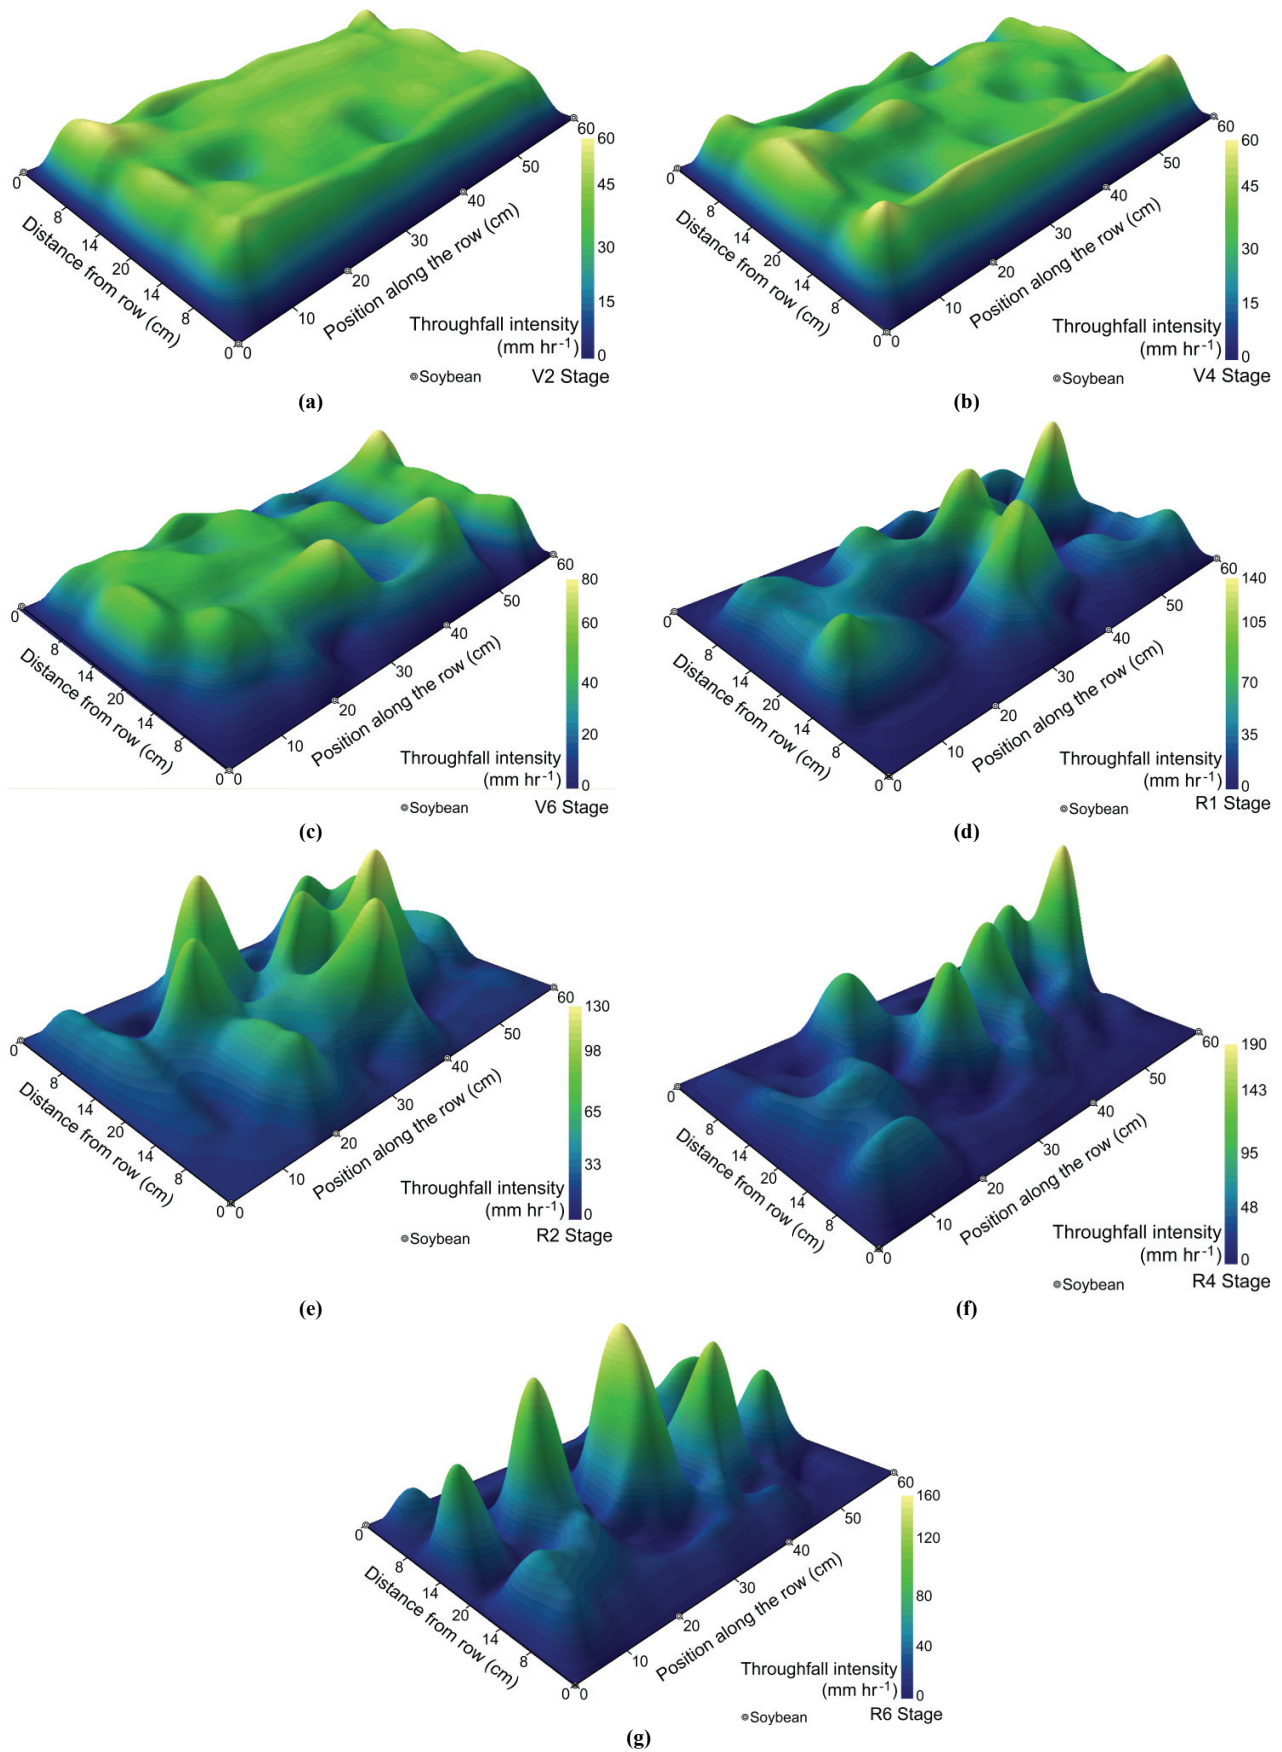 0
8
14
20
14
8
0
Distance from row (cm)
0
10
20
30
40
50
60
Position along the row (cm)
60
45
30
15
0
Throughfall intensity
(mm hr-1)
⊚Soybean
V2 Stage
(a)
0
8
14
20
14
8
0
Distance from row (cm)
0
10
20
30
40
50
60
Position along the row (cm)
60
45
30
15
0
Throughfall intensity
(mm hr-1)
⊚Soybean
V4 Stage
(b)
0
8
14
20
14
8
0
Distance from row (cm)
0
10
20
30
40
50
60
Position along the row (cm)
80
60
40
20
0
Throughfall intensity
(mm hr-1)
⊚Soybean
V6 Stage
(c)
0
8
14
20
14
8
0
Distance from row (cm)
0
10
20
30
40
50
60
Position along the row (cm)
140
105
70
35
0
Throughfall intensity
(mm hr-1)
⊚Soybean
R1 Stage
(d)
0
8
14
20
14
8
0
Distance from row (cm)
0
10
20
30
40
50
60
Position along the row (cm)
130
98
65
33
0
Throughfall intensity
(mm hr-1)
⊚Soybean
R2 Stage
(e)
0
8
14
20
14
8
0
Distance from row (cm)
0
10
20
30
40
50
60
Position along the row (cm)
190
143
95
48
0
Throughfall intensity
(mm hr-1)
⊚Soybean
R4 Stage
(f)
0
8
14
20
14
8
0
Distance from row (cm)
0
10
20
30
40
50
60
Position along the row (cm)
160
120
80
40
0
Throughfall intensity
(mm hr-1)
⊚Soybean
R6 Stage
(g)